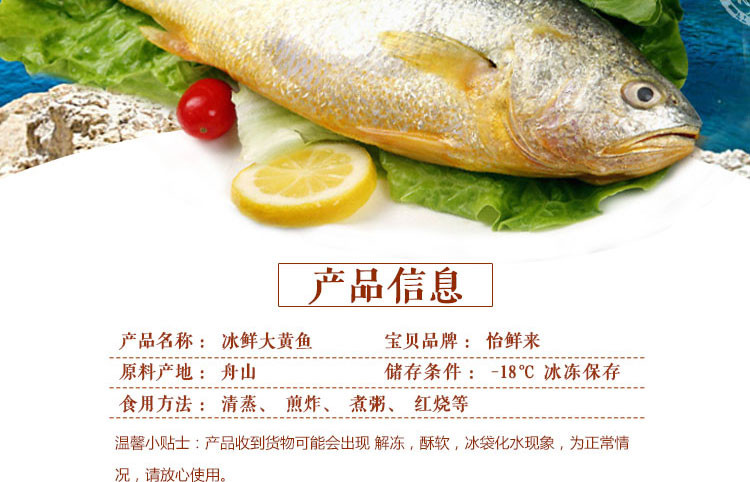 产品信息
产品名称： 冰鲜大黄鱼 宝贝品牌： 怡鲜来
原料产地： 舟山 储存条件： -18℃ 冰冻保存
食用方法： 清蒸、 煎炸、 煮粥、 红烧等
温馨小贴士：产品收到货物可能会出现 解冻，酥软，冰袋化水现象，为正常情
况，请放心使用。